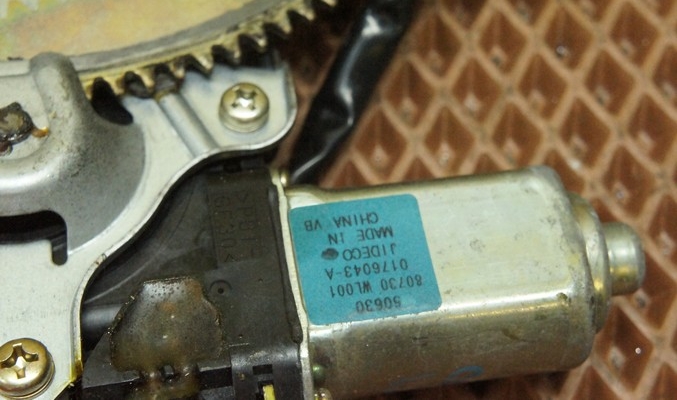 50630
80730 WL001
0176043-A
JIDECO
MADE IN
CHINA VB